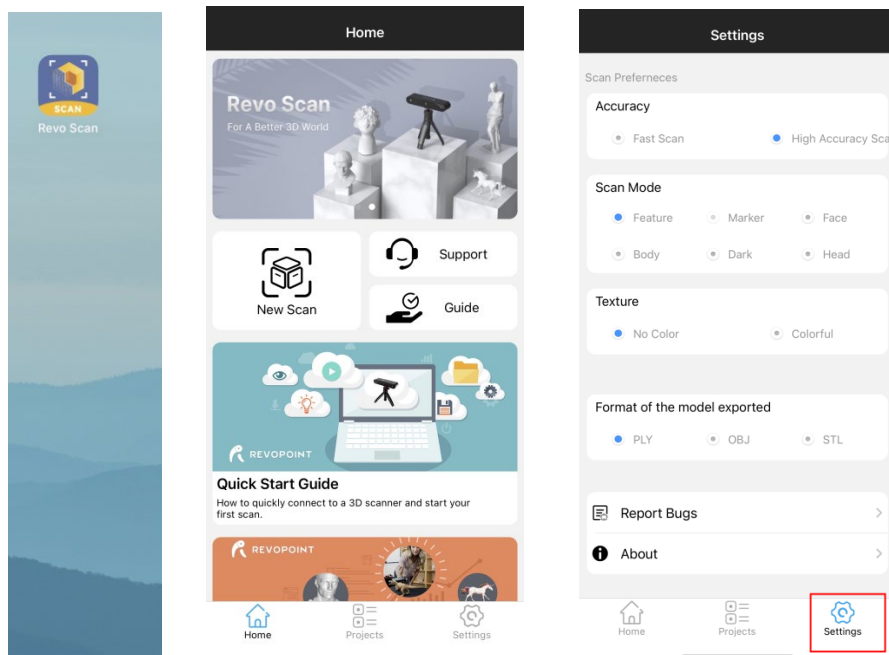 SCAN
Revo Scan
Home
Revo Scan
For A Better 3D World
New Scan
Support
Guide
REVOPOINT
Quick Start Guide
How to quickly connect to a 3D scanner and start your
first scan.
REVOPOINT
Home Projects Settings
Settings
Scan Preferneces
Accuracy
Fast Scan High Accuracy Sca
Scan Mode
Feature Marker Face
Body Dark Head
Texture
No Color Colorful
Format of the model exported
PLY OBJ STL
Report Bugs
About
Home Projects Settings